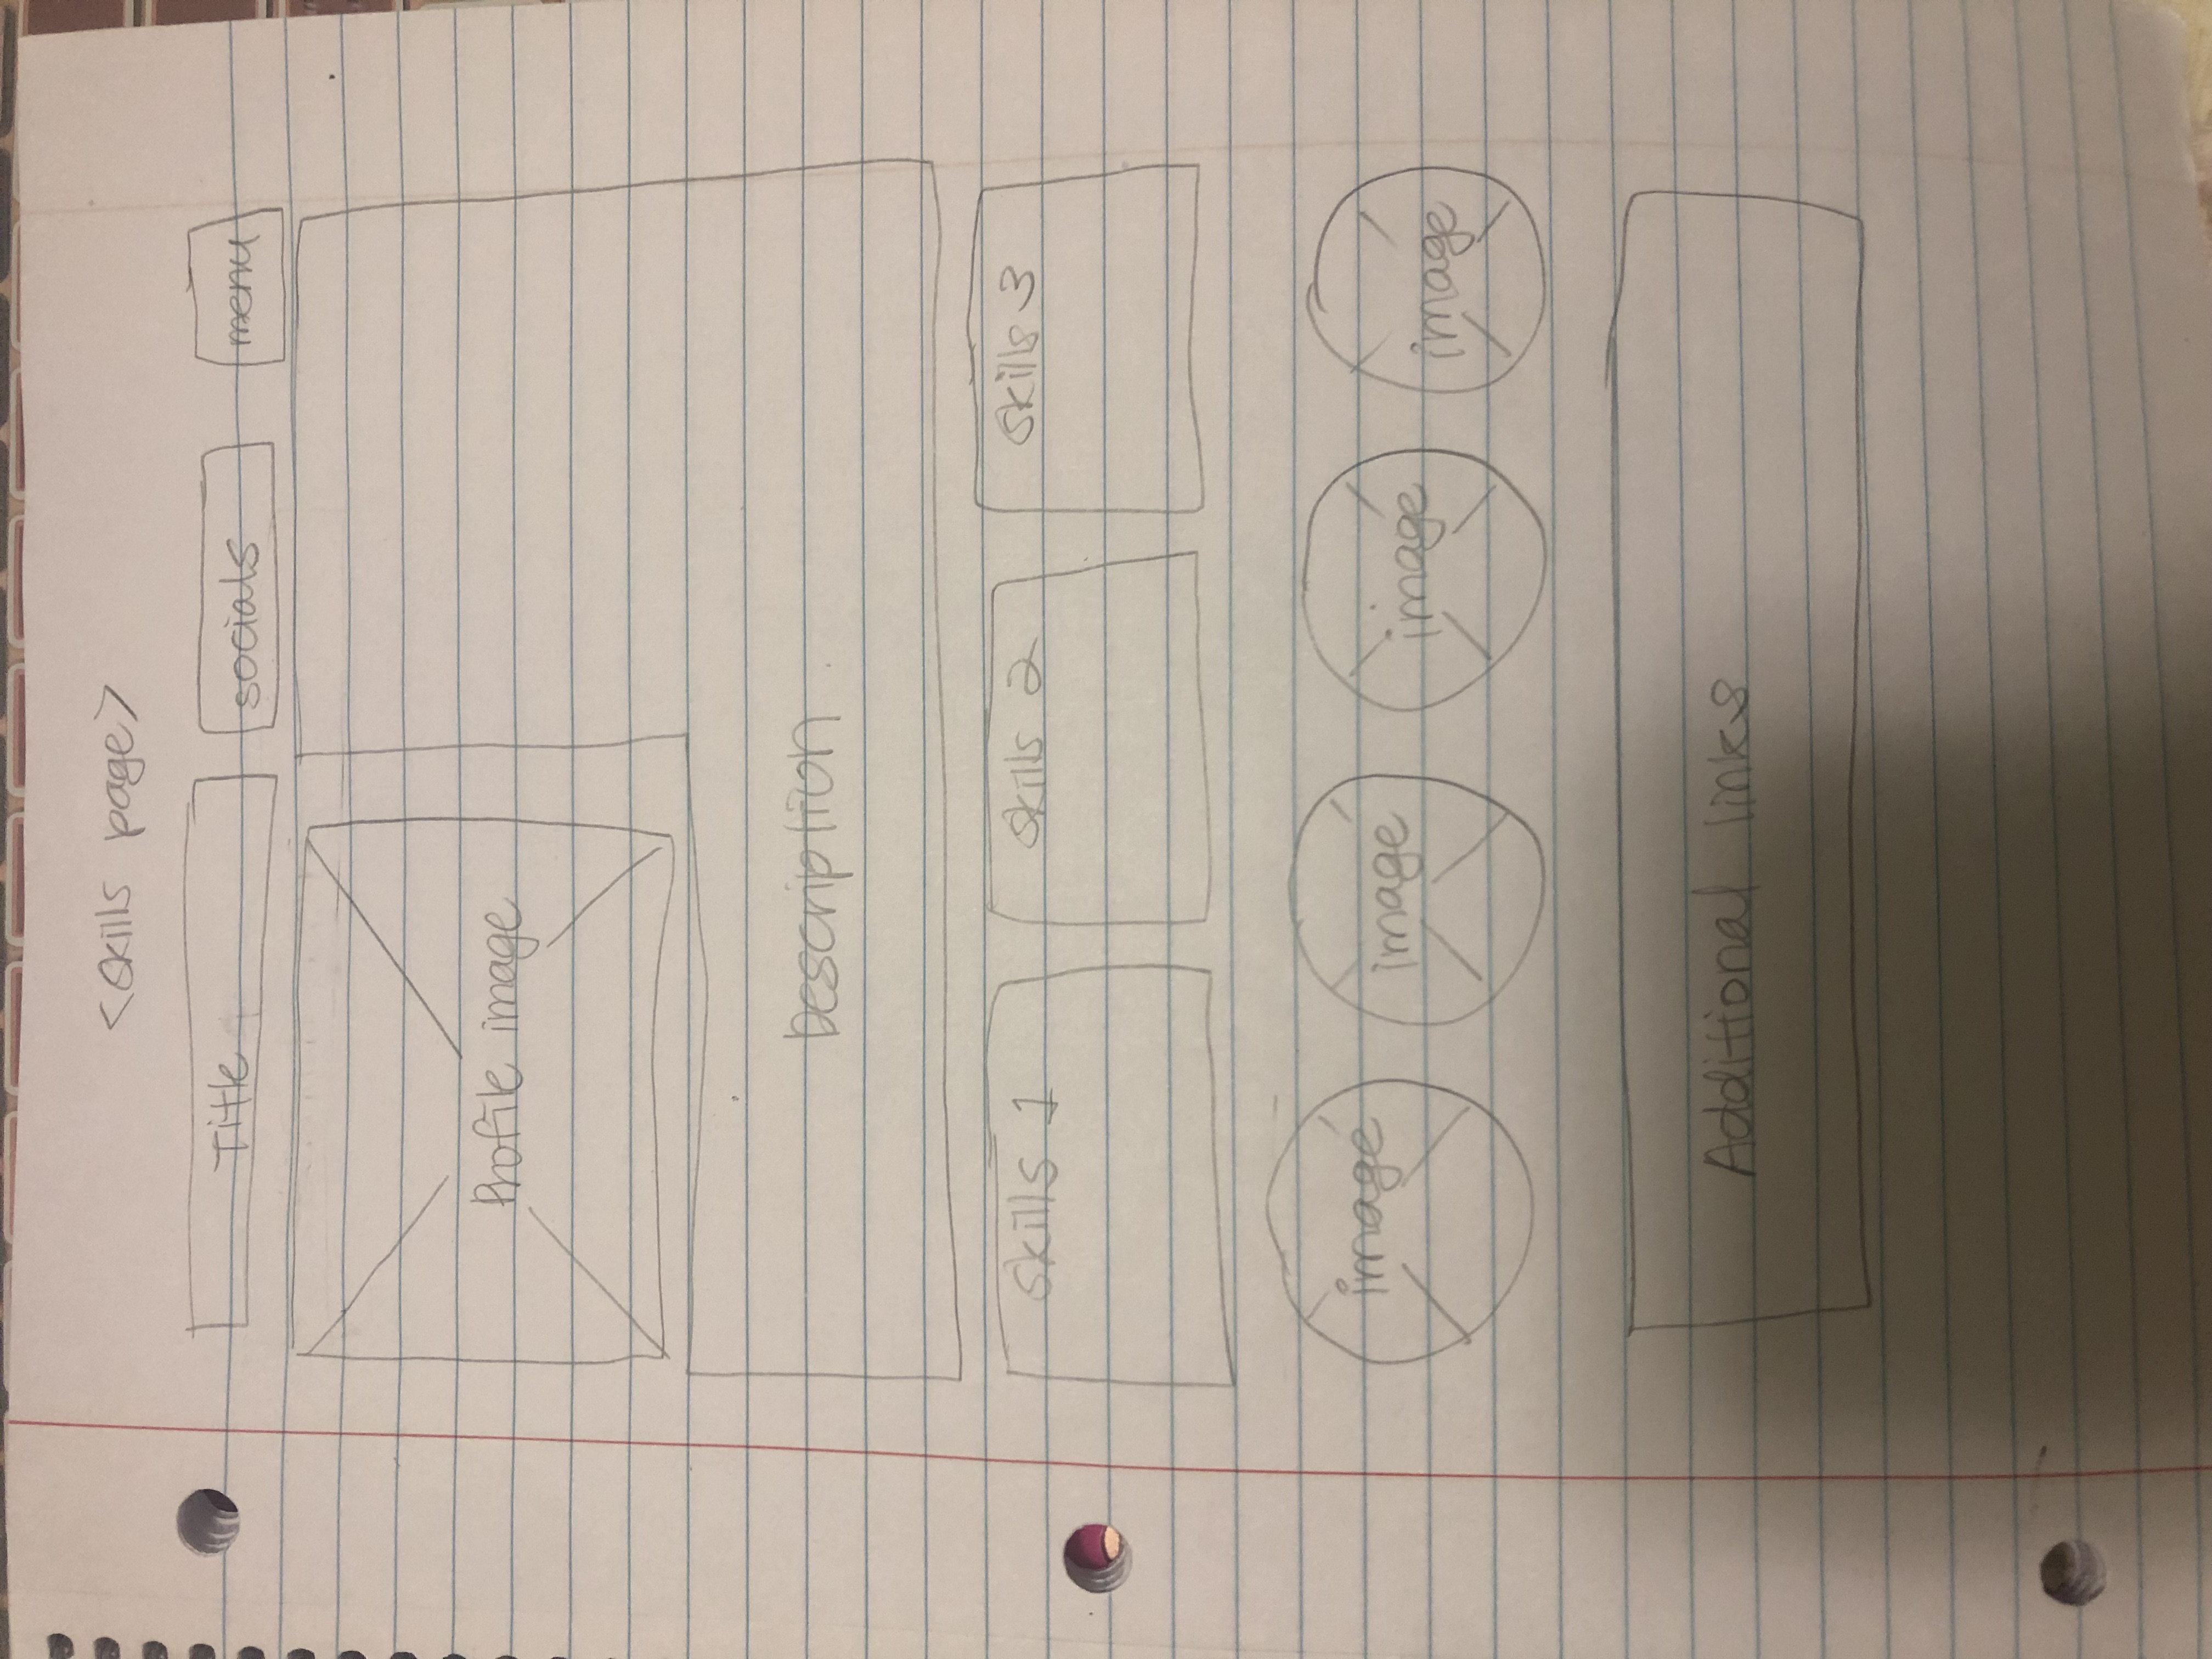 <skills page>
Title
socials
menu
Profile image
Description
skills 1
skills 2
skills 3
image
image
image
image
Additional links